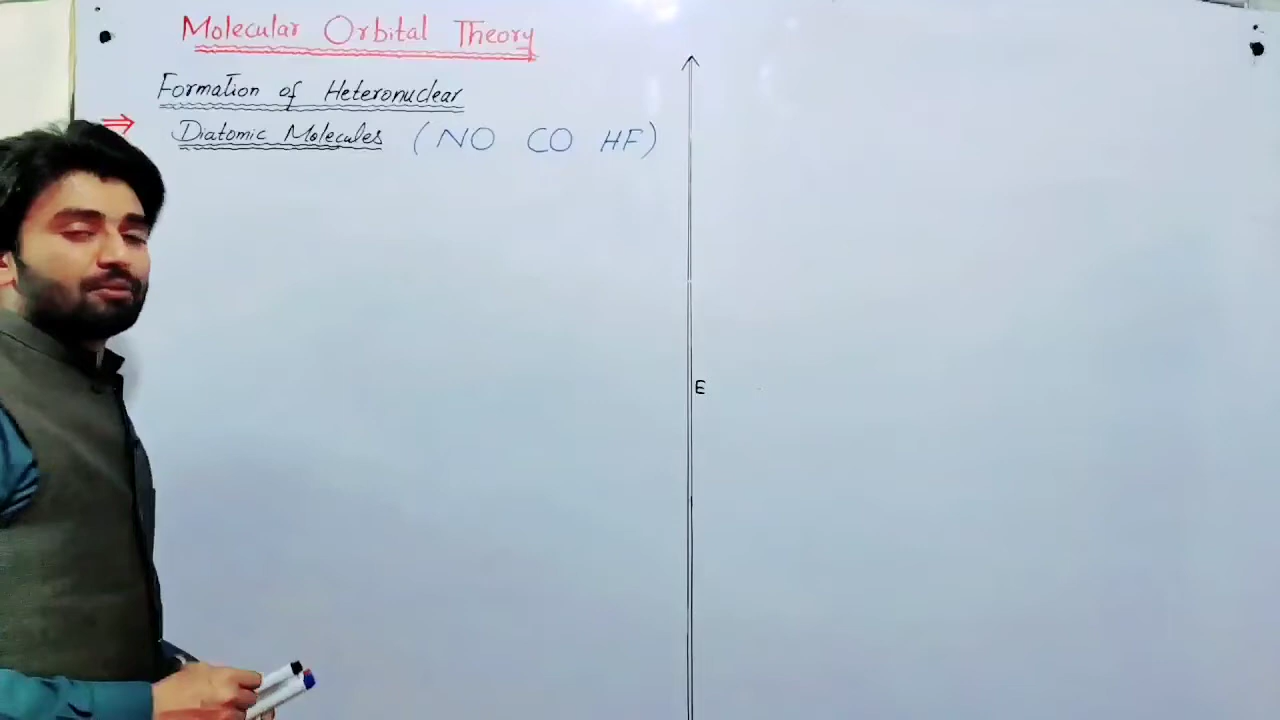 Molecular Orbital Theory
Formation of Heteronuclear
⇒ Diatomic Molecules (NO CO HF)
E